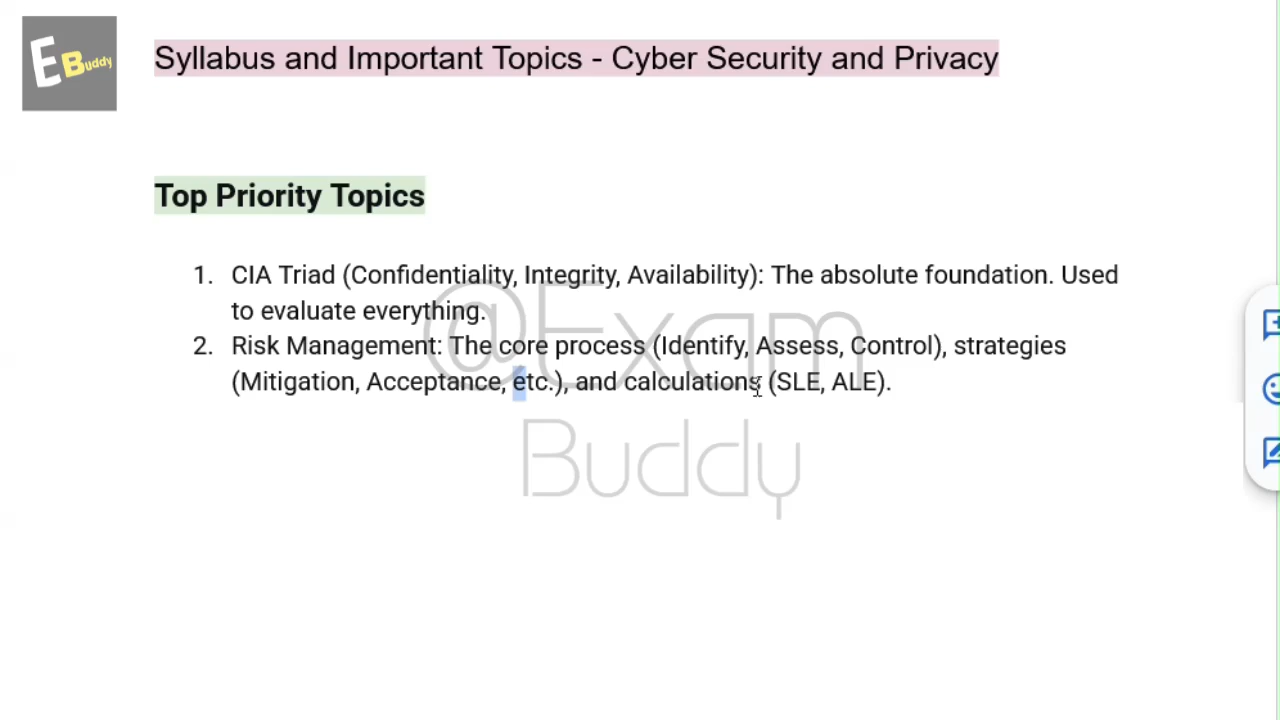 E Buddy
Syllabus and Important Topics - Cyber Security and Privacy
Top Priority Topics
1. CIA Triad (Confidentiality, Integrity, Availability): The absolute foundation. Used
to evaluate everything.
2. Risk Management: The core process (Identify, Assess, Control), strategies
(Mitigation, Acceptance, etc.), and calculations (SLE, ALE).
@Exam
Buddy